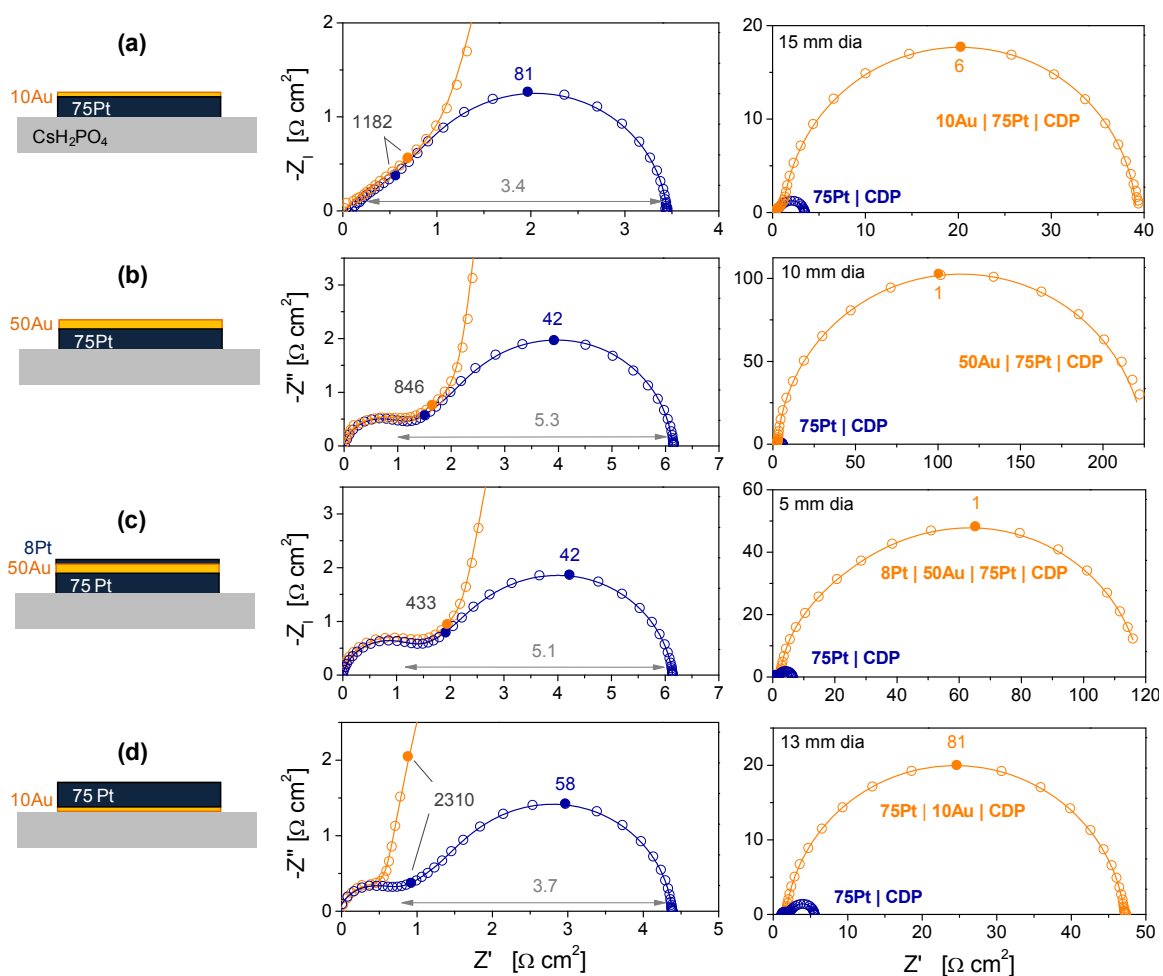 (a)
10Au
75Pt
CsH₂PO₄
-Z_I [Ω cm²]
2
1
0
81
1182
3.4
0 1 2 3 4
15 mm dia
20
10
0
6
10Au | 75Pt | CDP
75Pt | CDP
0 10 20 30 40
(b)
50Au
75Pt
-Z" [Ω cm²]
3
2
1
0
42
846
5.3
0 1 2 3 4 5 6 7
10 mm dia
100
50
0
1
50Au | 75Pt | CDP
75Pt | CDP
0 50 100 150 200
(c)
8Pt
50Au
75 Pt
-Z_I [Ω cm²]
3
2
1
0
42
433
5.1
0 1 2 3 4 5 6 7
5 mm dia
60
40
20
0
1
8Pt | 50Au | 75Pt | CDP
75Pt | CDP
0 20 40 60 80 100 120
(d)
75 Pt
10Au
-Z" [Ω cm²]
2
1
0
58
2310
3.7
0 1 2 3 4 5
Z' [Ω cm²]
13 mm dia
20
10
0
81
75Pt | 10Au | CDP
75Pt | CDP
0 10 20 30 40 50
Z' [Ω cm²]